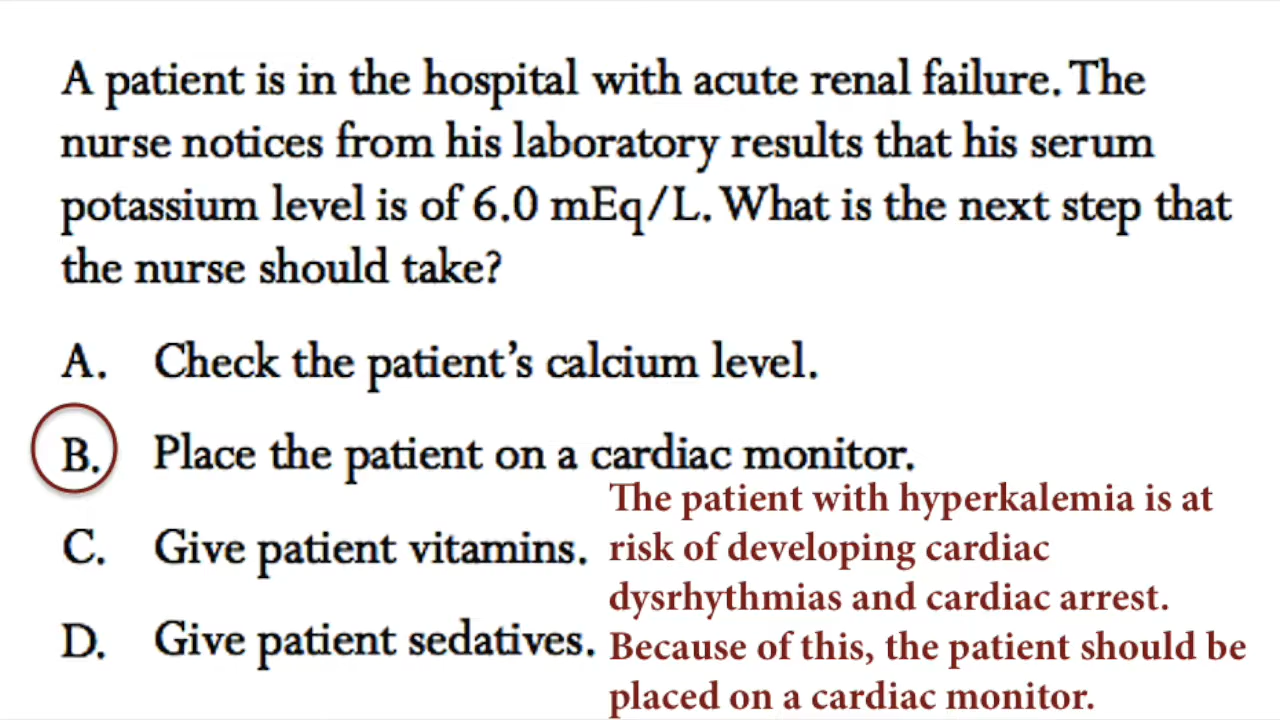 A patient is in the hospital with acute renal failure. The
nurse notices from his laboratory results that his serum
potassium level is of 6.0 mEq/L. What is the next step that
the nurse should take?
A. Check the patient's calcium level.
B. Place the patient on a cardiac monitor.
C. Give patient vitamins.
D. Give patient sedatives.
The patient with hyperkalemia is at
risk of developing cardiac
dysrhythmias and cardiac arrest.
Because of this, the patient should be
placed on a cardiac monitor.